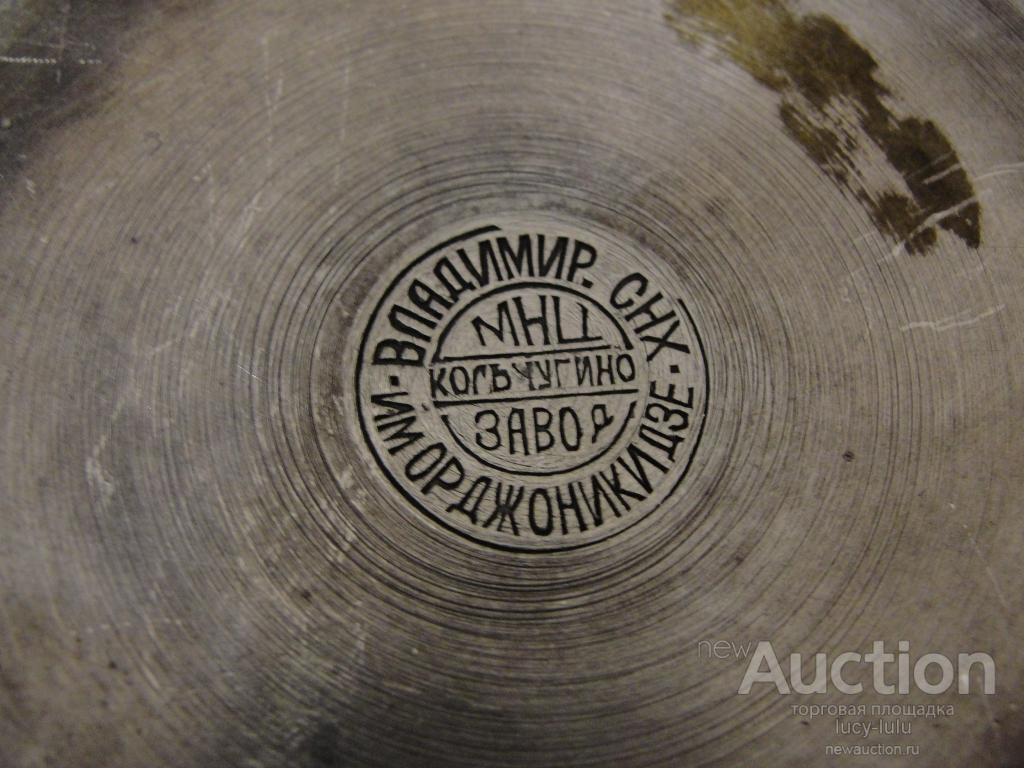 ВЛАДИМИР. СНХ
МНЦ
КОЛЬЧУГИНО
ЗАВОД
ИМ ОРДЖОНИКИДЗЕ
newAuction
торговая площадка
lucy-lulu
newauction.ru